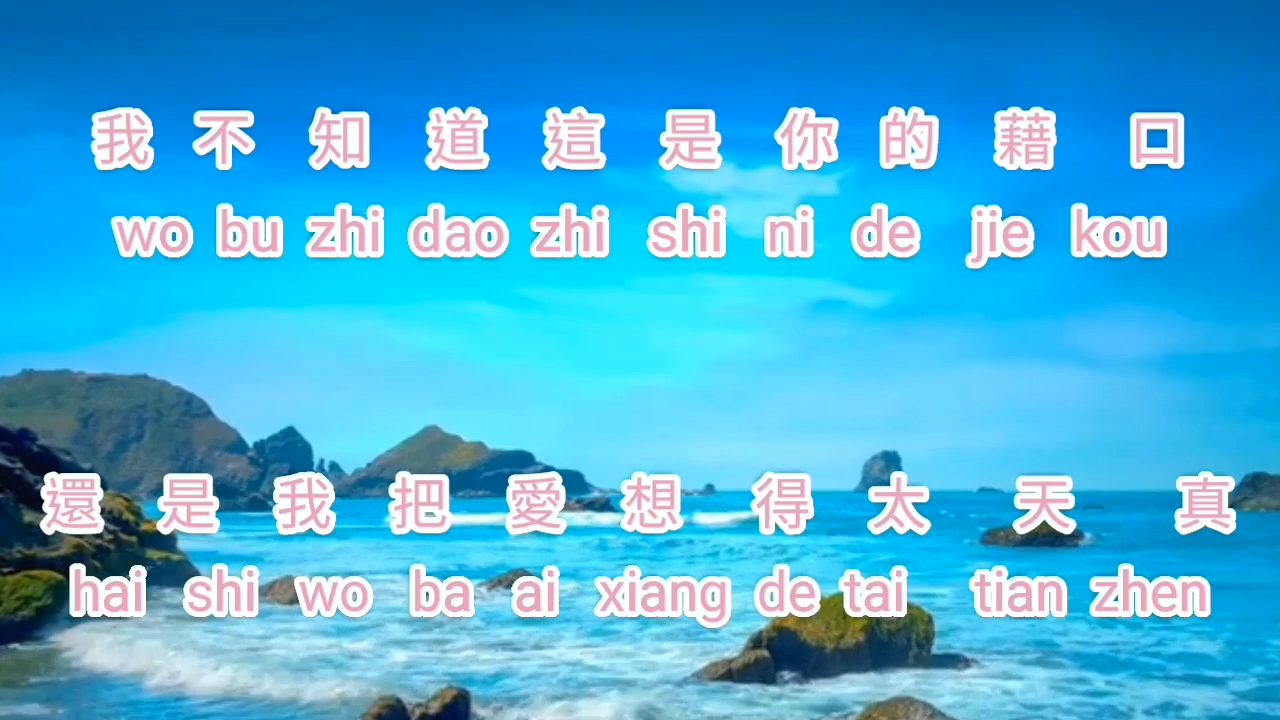 我 不 知 道 這 是 你 的 藉 口
wo bu zhi dao zhi shi ni de jie kou
還 是 我 把 愛 想 得 太 天 真
hai shi wo ba ai xiang de tai tian zhen